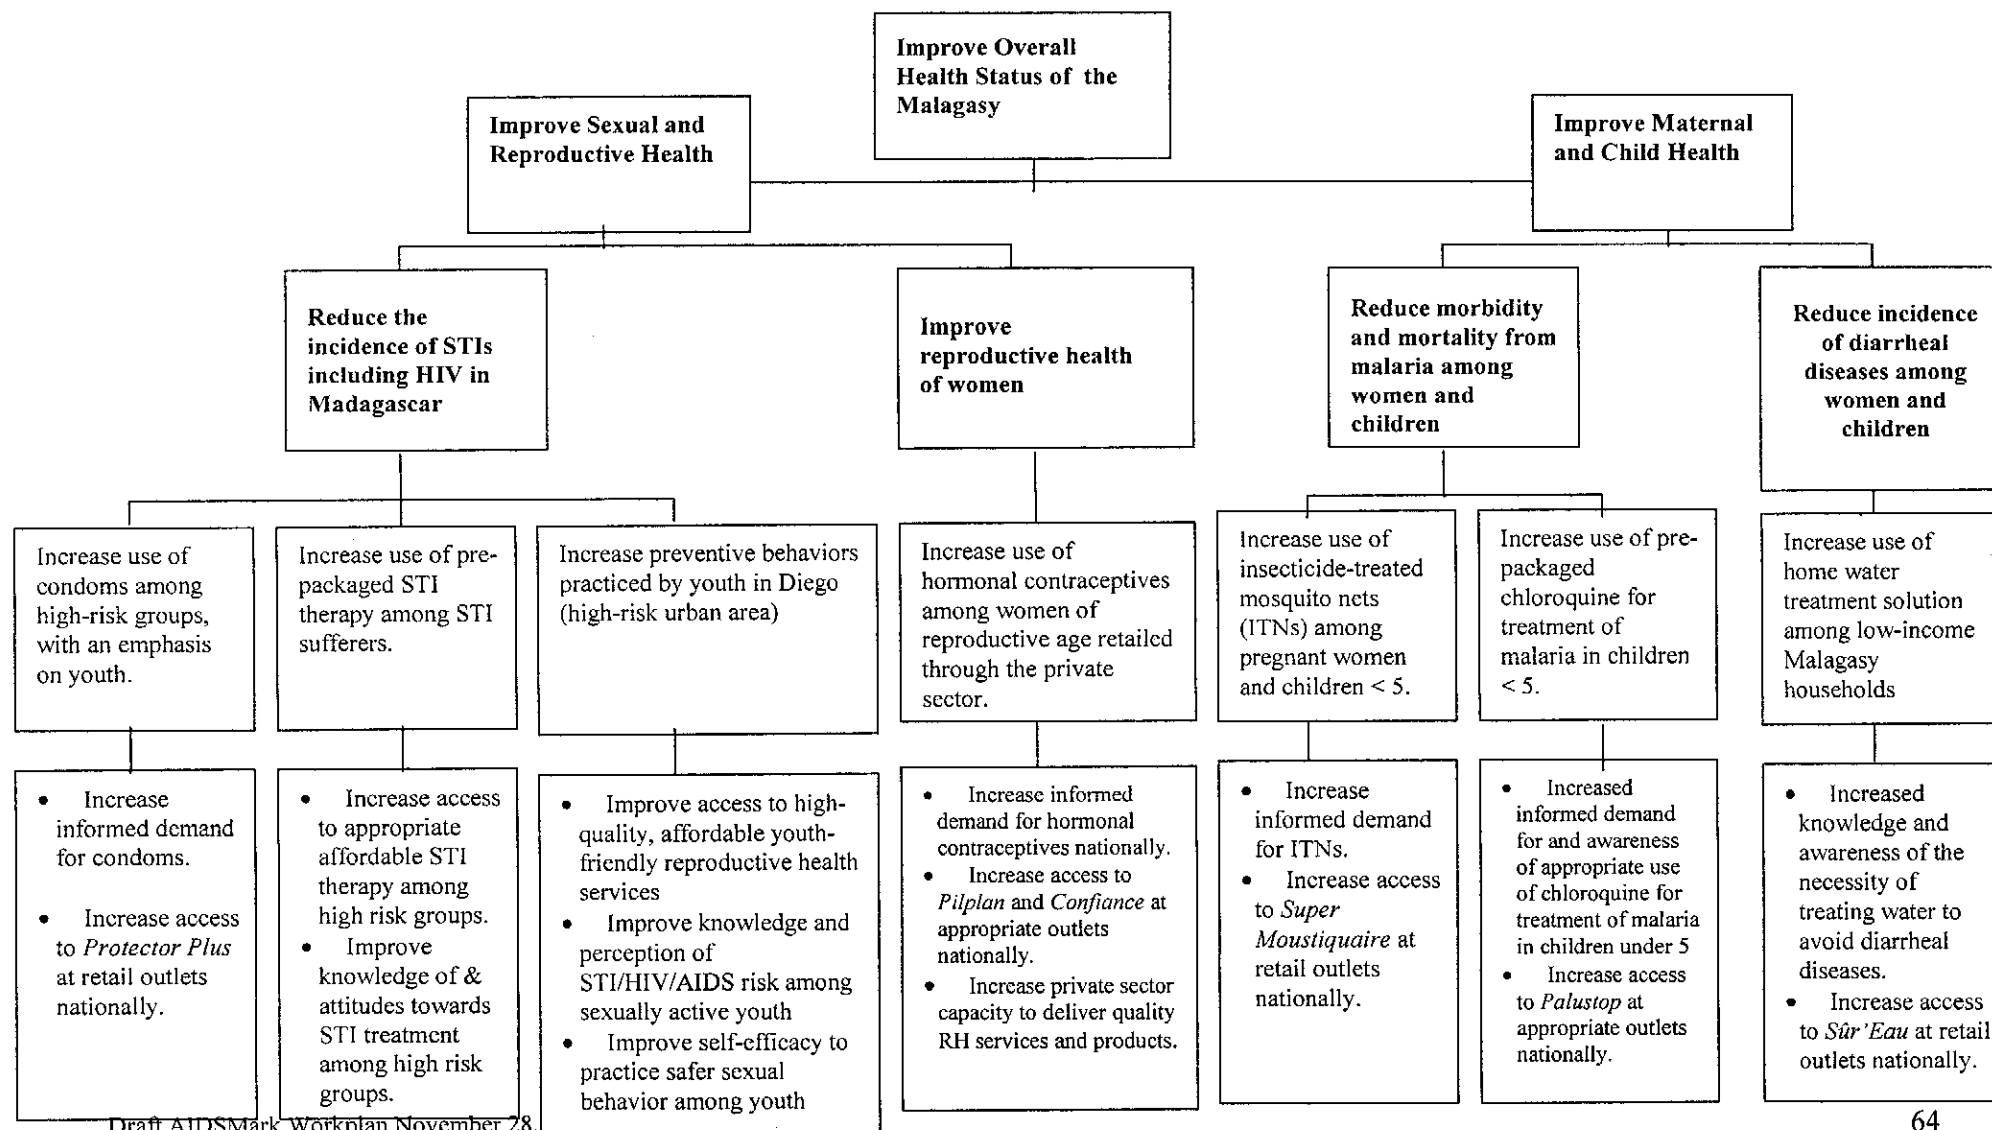 Improve Overall
Health Status of the
Malagasy
Improve Sexual and
Reproductive Health
Improve Maternal
and Child Health
Reduce the
incidence of STIs
including HIV in
Madagascar
Improve
reproductive health
of women
Reduce morbidity
and mortality from
malaria among
women and
children
Reduce incidence
of diarrheal
diseases among
women and
children
Increase use of
condoms among
high-risk groups,
with an emphasis
on youth.
Increase use of pre-
packaged STI
therapy among STI
sufferers.
Increase preventive behaviors
practiced by youth in Diego
(high-risk urban area)
Increase use of
hormonal contraceptives
among women of
reproductive age retailed
through the private
sector.
Increase use of
insecticide-treated
mosquito nets
(ITNs) among
pregnant women
and children < 5.
Increase use of pre-
packaged
chloroquine for
treatment of
malaria in children
< 5.
Increase use of
home water
treatment solution
among low-income
Malagasy
households
• Increase
informed demand
for condoms.
• Increase access
to Protector Plus
at retail outlets
nationally.
• Increase access
to appropriate
affordable STI
therapy among
high risk groups.
• Improve
knowledge of &
attitudes towards
STI treatment
among high risk
groups.
• Improve access to high-
quality, affordable youth-
friendly reproductive health
services
• Improve knowledge and
perception of
STI/HIV/AIDS risk among
sexually active youth
• Improve self-efficacy to
practice safer sexual
behavior among youth
• Increase informed
demand for hormonal
contraceptives nationally.
• Increase access to
Pilplan and Confiance at
appropriate outlets
nationally.
• Increase private sector
capacity to deliver quality
RH services and products.
• Increase
informed demand
for ITNs.
• Increase access
to Super
Moustiquaire at
retail outlets
nationally.
• Increased
informed demand
for and awareness
of appropriate use
of chloroquine for
treatment of malaria
in children under 5
• Increase access
to Palustop at
appropriate outlets
nationally.
• Increased
knowledge and
awareness of the
necessity of
treating water to
avoid diarrheal
diseases.
• Increase access
to Sûr'Eau at retail
outlets nationally.
Draft AIDSMark Workplan November 28,
64